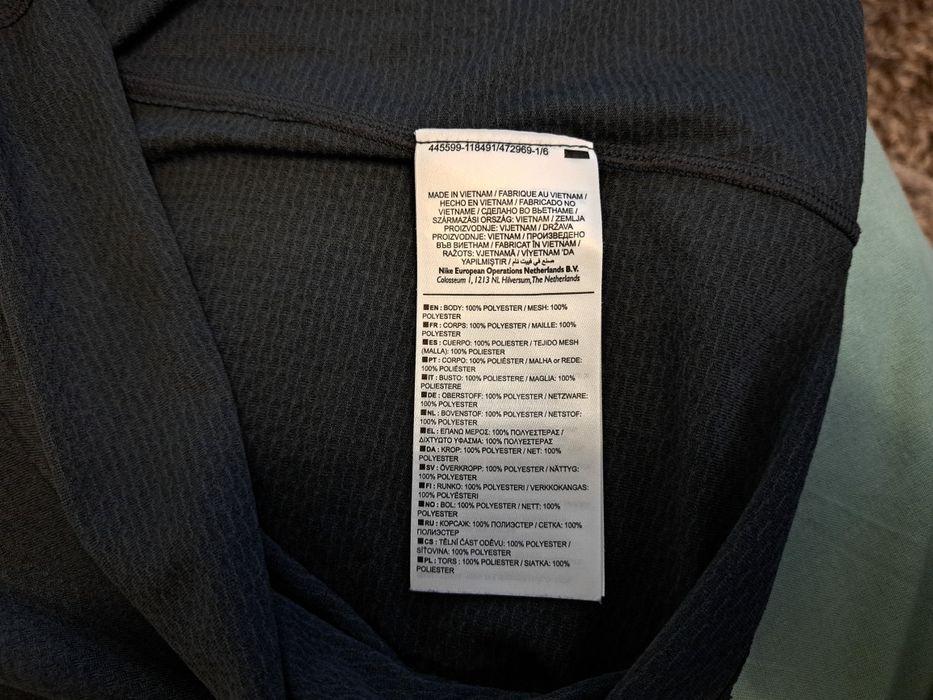 445599-118491/472969-1/6
MADE IN VIETNAM / FABRIQUE AU VIETNAM /
HECHO EN VIETNAM / FABRICADO NO
VIETNAME / СДЕЛАНО ВО ВЬЕТНАМЕ /
SZÁRMAZÁSI ORSZÁG: VIETNAM / ZEMLJA
PROIZVODNJE: VIJETNAM / DRŽAVA
PROIZVODNJE: VIETNAM / ПРОИЗВЕДЕНО
ВЪВ ВИЕТНАМ / FABRICAT ÎN VIETNAM /
RAŽOTS: VJETNAMĀ / VİYETNAM 'DA
YAPILMIŞTIR / صنع في فييت نام
Nike European Operations Netherlands B.V.
Colosseum 1, 1213 NL Hilversum, The Netherlands
EN : BODY: 100% POLYESTER / MESH: 100%
POLYESTER
FR : CORPS: 100% POLYESTER / MAILLE: 100%
POLYESTER
ES : CUERPO: 100% POLIESTER / TEJIDO MESH
(MALLA): 100% POLIESTER
PT : CORPO: 100% POLIÉSTER / MALHA or REDE:
100% POLIÉSTER
IT : BUSTO: 100% POLIESTERE / MAGLIA: 100%
POLIESTERE
DE : OBERSTOFF: 100% POLYESTER / NETZWARE:
100% POLYESTER
NL : BOVENSTOF: 100% POLYESTER / NETSTOF:
100% POLYESTER
EL : ΕΠΑΝΩ ΜΕΡΟΣ: 100% ΠΟΛΥΕΣΤΕΡΑΣ /
ΔΙΧΤΥΩΤΟ ΥΦΑΣΜΑ: 100% ΠΟΛΥΕΣΤΕΡΑΣ
DA : KROP: 100% POLYESTER / NET: 100%
POLYESTER
SV : ÖVERKROPP: 100% POLYESTER / NÄTTYG:
100% POLYESTER
FI : RUNKO: 100% POLYESTERI / VERKKOKANGAS:
100% POLYESTERI
NO : BOL: 100% POLYESTER / NETT: 100%
POLYESTER
RU : КОРСАЖ: 100% ПОЛИЭСТЕР / СЕТКА: 100%
ПОЛИЭСТЕР
CS : TĚLNÍ ČÁST ODĚVU: 100% POLYESTER /
SÍŤOVINA: 100% POLYESTER
PL : TORS : 100% POLIESTER / SIATKA: 100%
POLIESTER